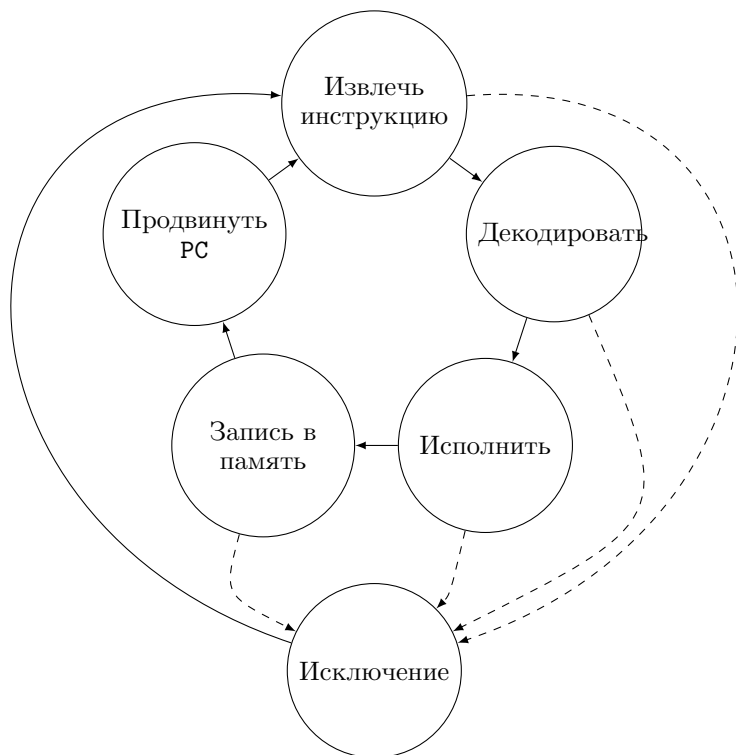 Извлечь
инструкцию
Продвинуть
PC
Декодировать
Запись в
память
Исполнить
Исключение